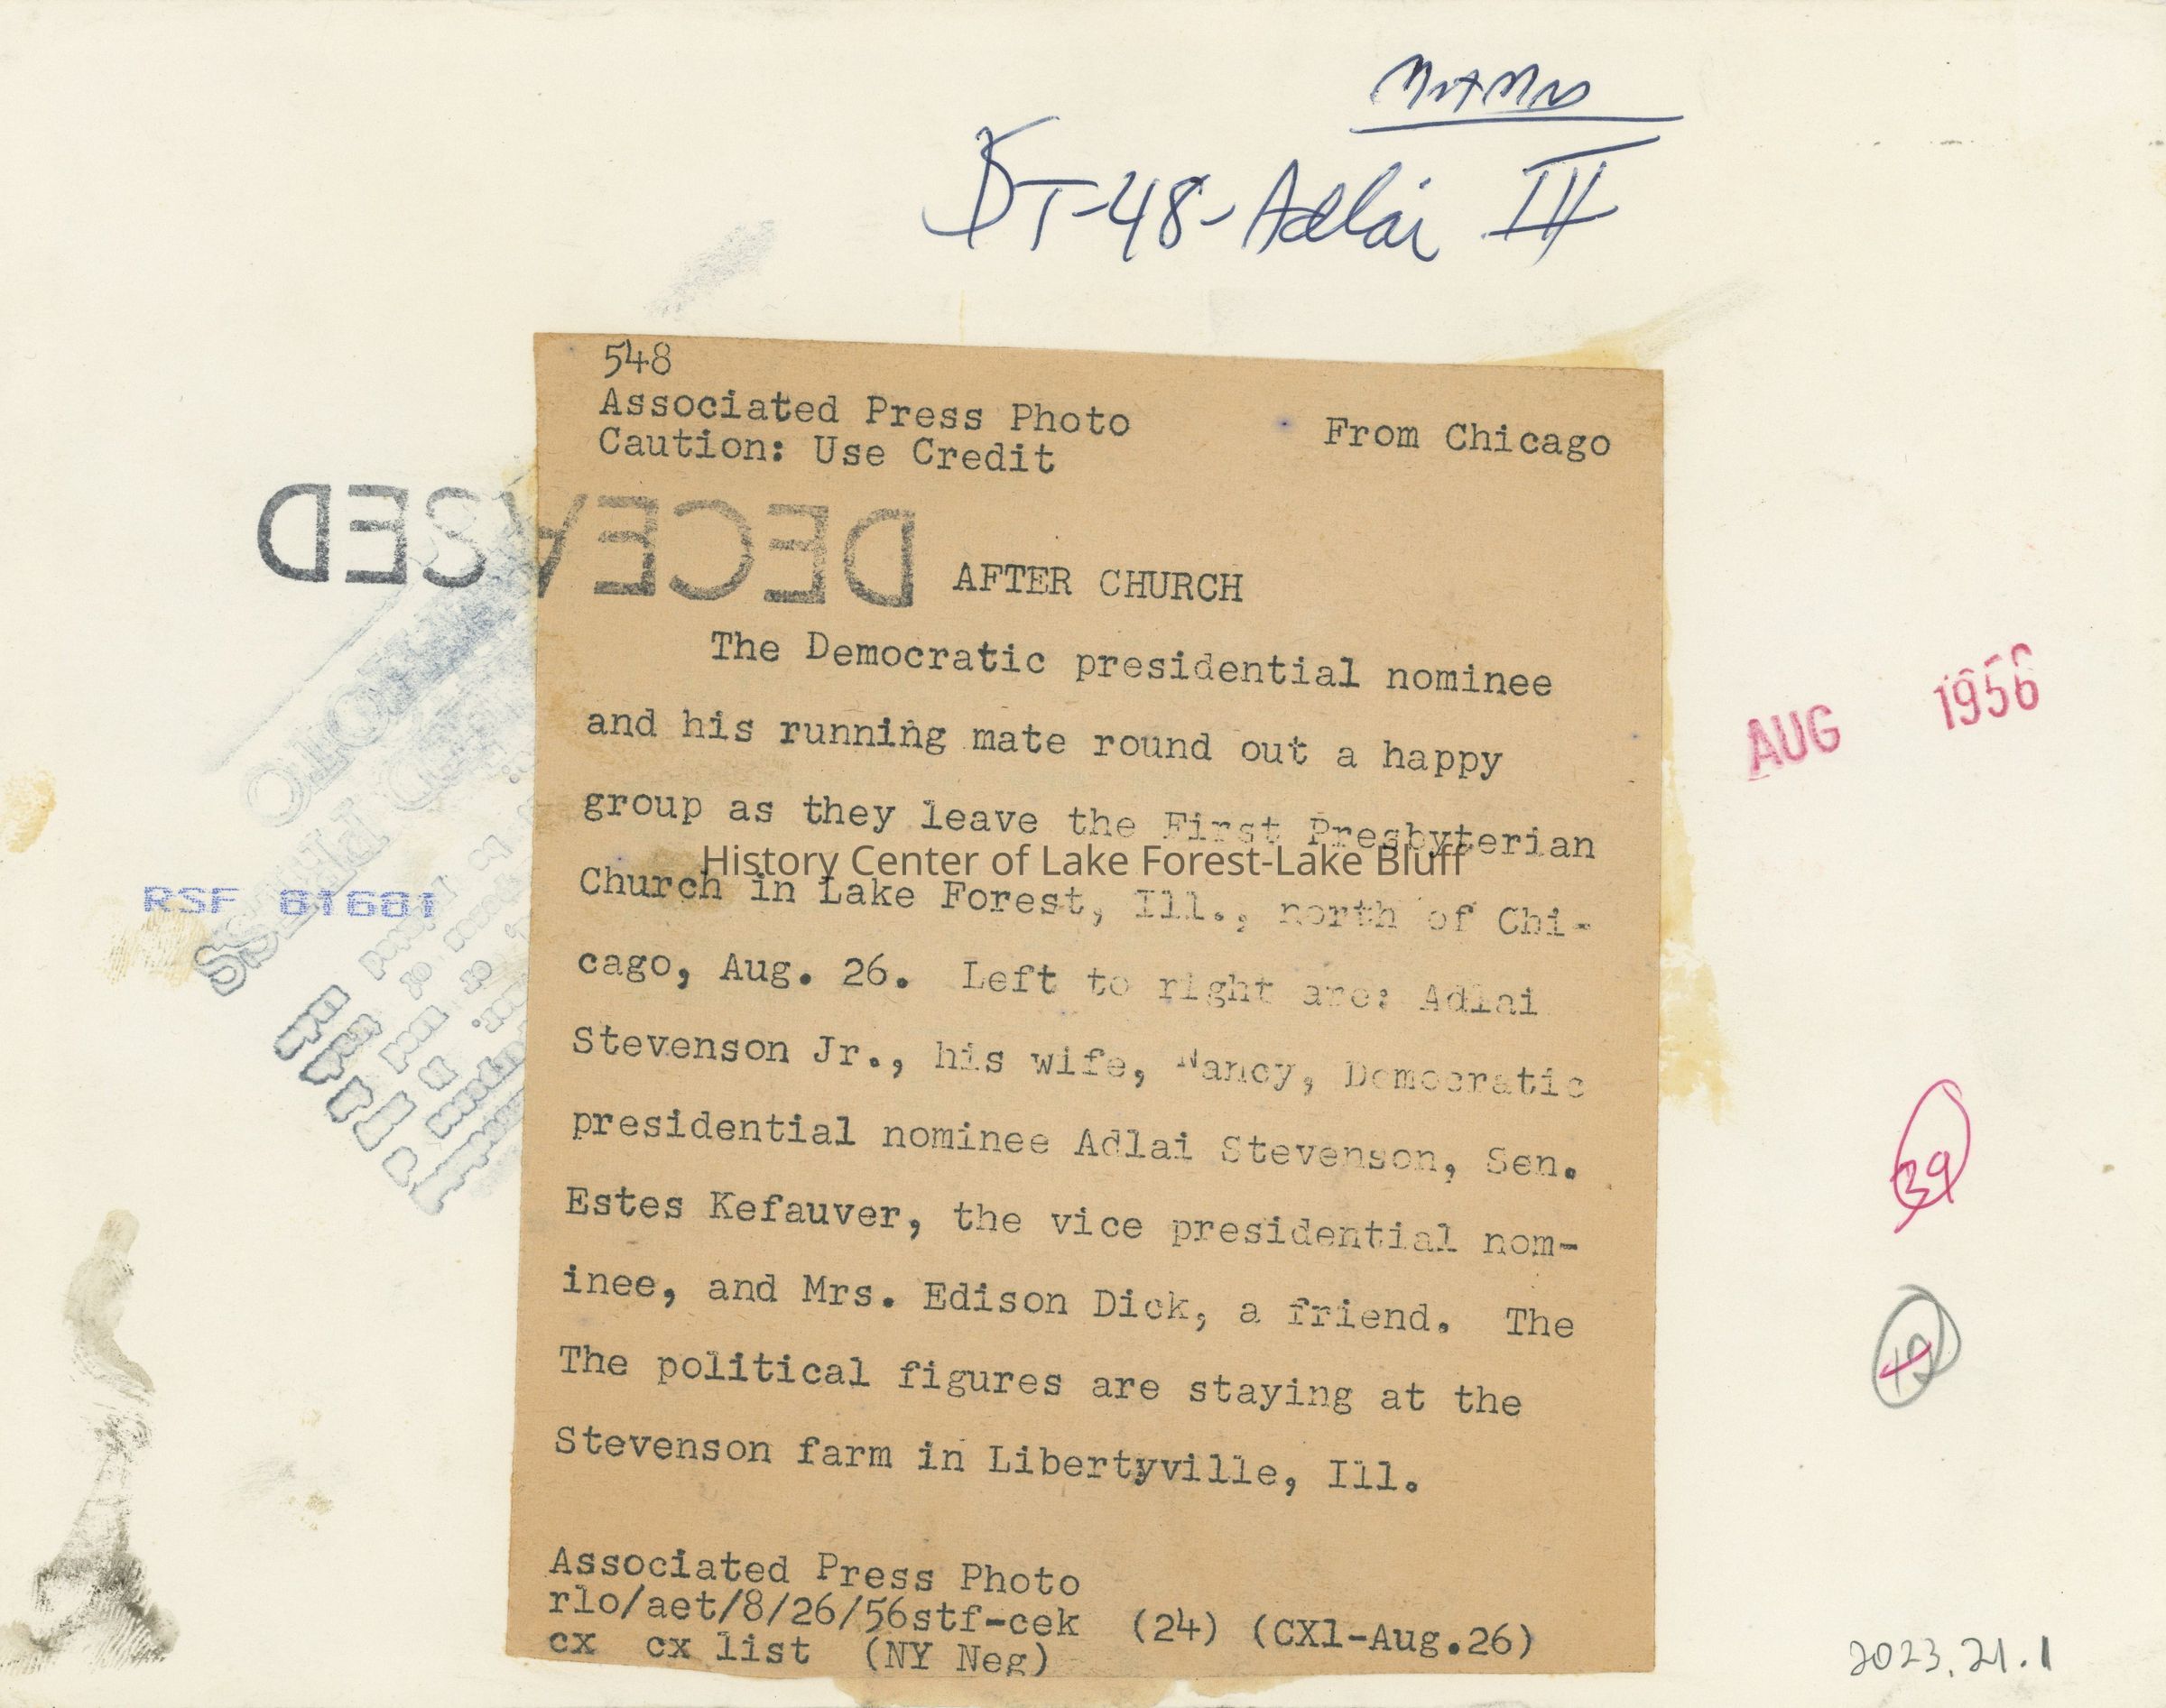 Mr + Mrs
DT-48-Adlai III
548
Associated Press Photo From Chicago
Caution: Use Credit
DECEASED
AFTER CHURCH
The Democratic presidential nominee
and his running mate round out a happy
group as they leave the First Presbyterian
History Center of Lake Forest-Lake Bluff
Church in Lake Forest, Ill., north of Chi-
cago, Aug. 26. Left to right are: Adlai
Stevenson Jr., his wife, Nancy, Democratic
presidential nominee Adlai Stevenson, Sen.
Estes Kefauver, the vice presidential nom-
inee, and Mrs. Edison Dick, a friend. The
The political figures are staying at the
Stevenson farm in Libertyville, Ill.
Associated Press Photo
rlo/aet/8/26/56stf-cek (24) (CX1-Aug.26)
cx cx list (NY Neg)
AUG 1956
RSF 81681
PHOTO
PRESS
39
2023.21.1